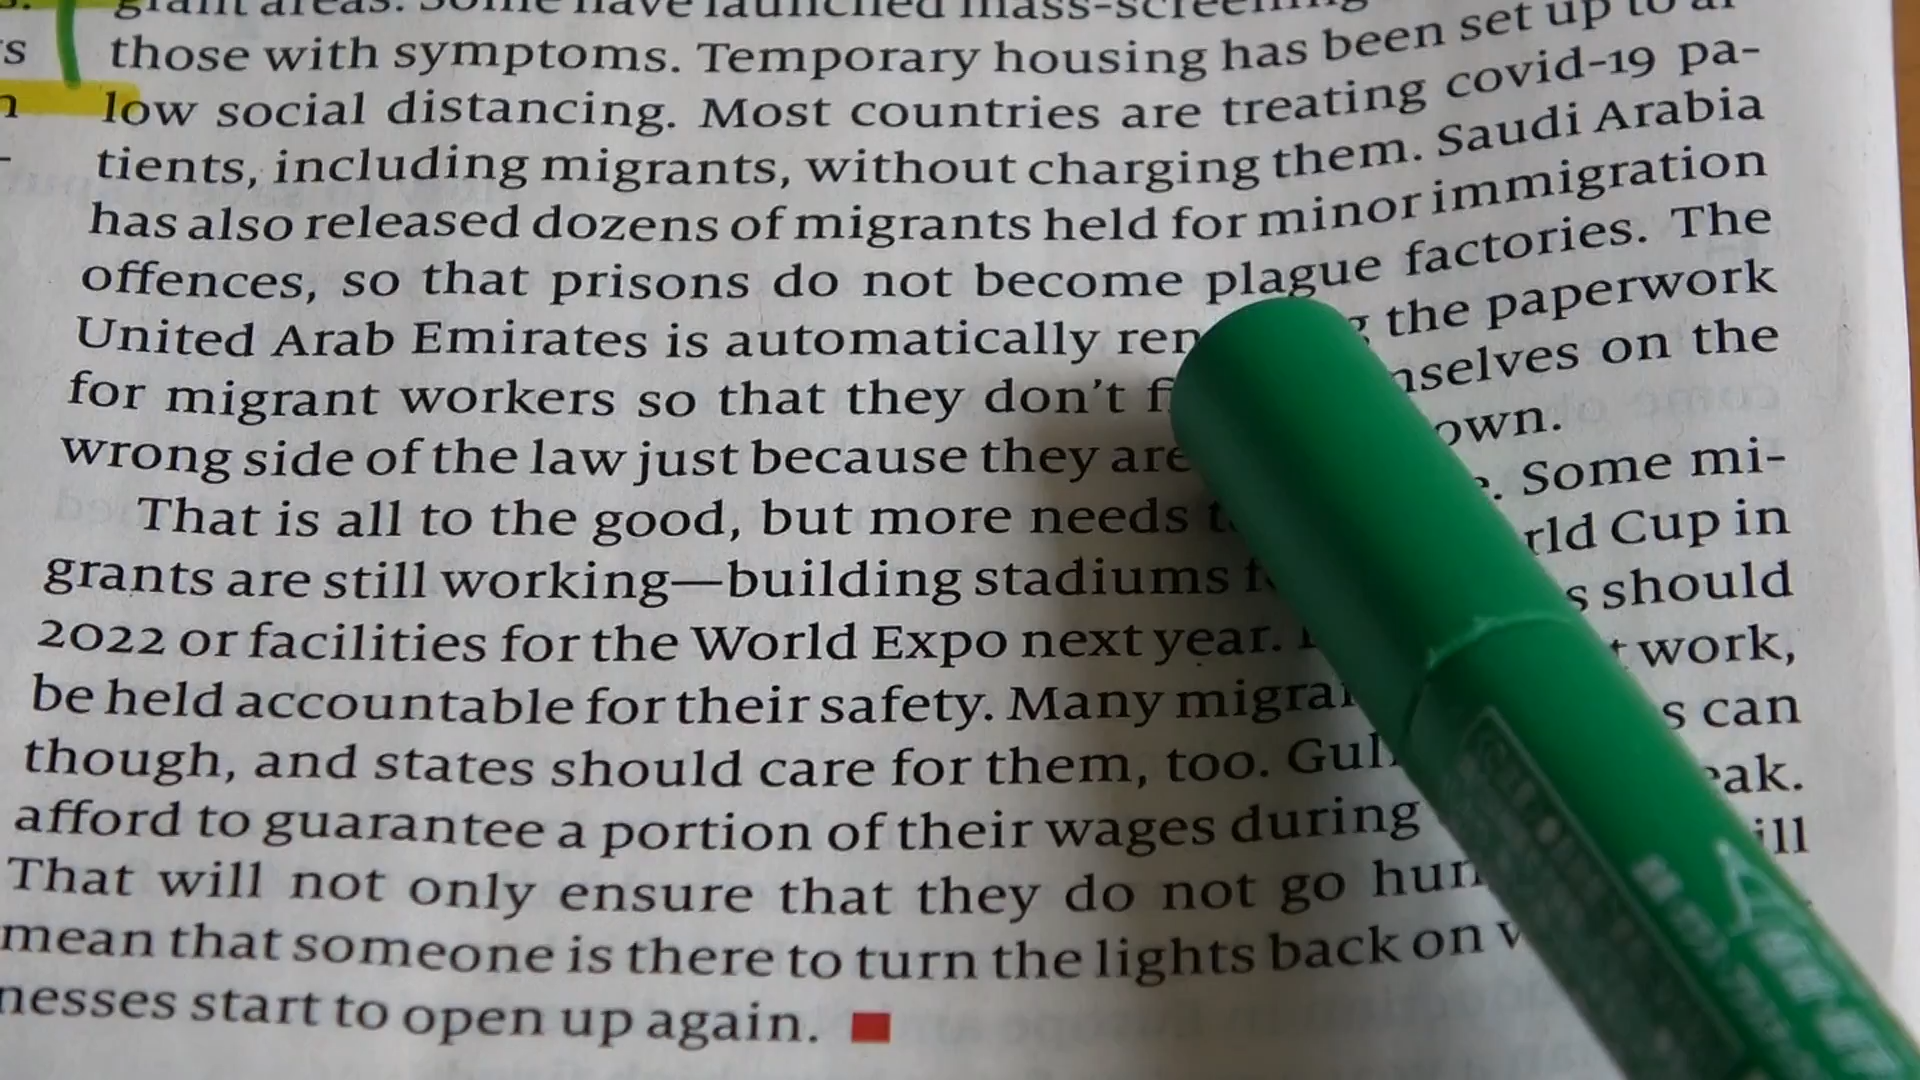 areas. Some have launched
those with symptoms. Temporary housing has been set up to
low social distancing. Most countries are treating covid-19 pa-
tients, including migrants, without charging them. Saudi Arabia
has also released dozens of migrants held for minor immigration
offences, so that prisons do not become plague factories. The
United Arab Emirates is automatically the paperwork
for migrant workers so that they don't on the
wrong side of the law just because they are
That is all to the good, but more needs Some mi-
grants are still working—building stadiums Cup in
2022 or facilities for the World Expo next year. should
be held accountable for their safety. Many work,
though, and states should care for them, too. can
afford to guarantee a portion of their wages during
That will not only ensure that they do not go
mean that someone is there to turn the lights back on
nesses start to open up again.